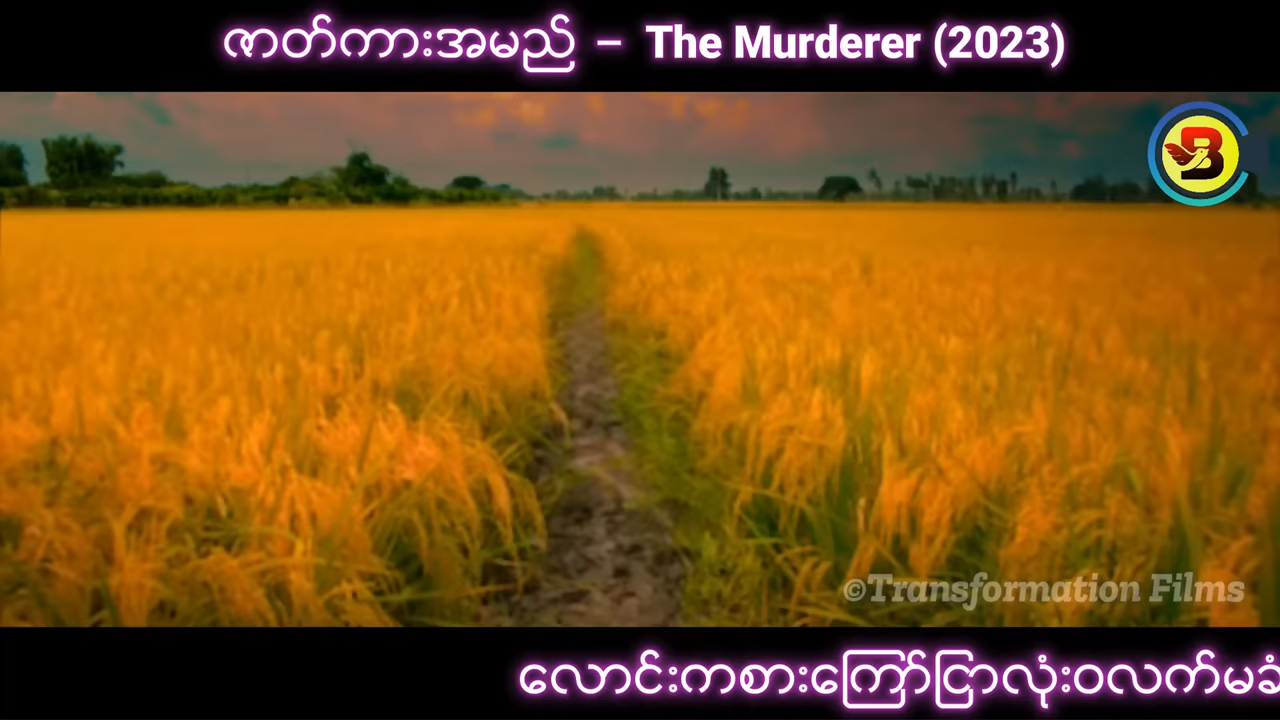 ဇာတ်ကားအမည် – The Murderer (2023)
B
©Transformation Films
လောင်းကစားကြော်ငြာလုံးဝလက်မခံ